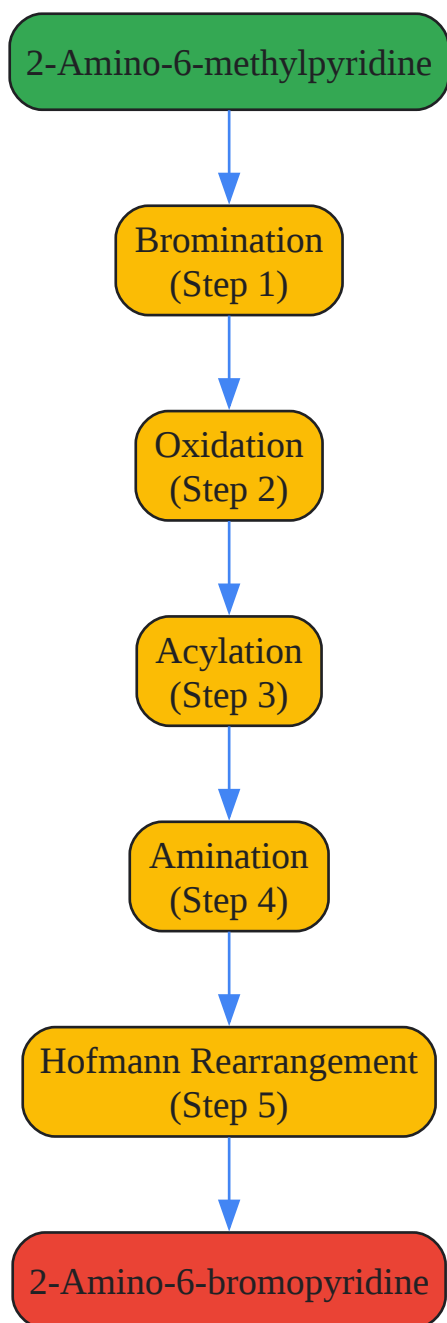 2-Amino-6-methylpyridine
Bromination
(Step 1)
Oxidation
(Step 2)
Acylation
(Step 3)
Amination
(Step 4)
Hofmann Rearrangement
(Step 5)
2-Amino-6-bromopyridine